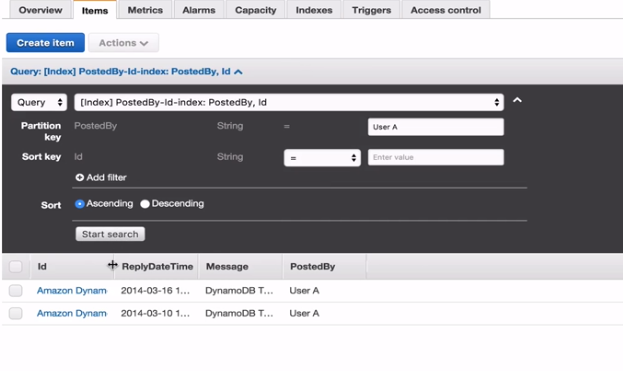 Overview Items Metrics Alarms Capacity Indexes Triggers Access control
Create item Actions
Query: [Index] PostedBy-Id-index: PostedBy, Id
Query [Index] PostedBy-Id-index: PostedBy, Id
Partition key PostedBy String = User A
Sort key Id String = Enter value
Add filter
Sort Ascending Descending
Start search
Id ReplyDateTime Message PostedBy
Amazon Dynam 2014-03-16 1... DynamoDB T... User A
Amazon Dynam 2014-03-10 1... DynamoDB T... User A